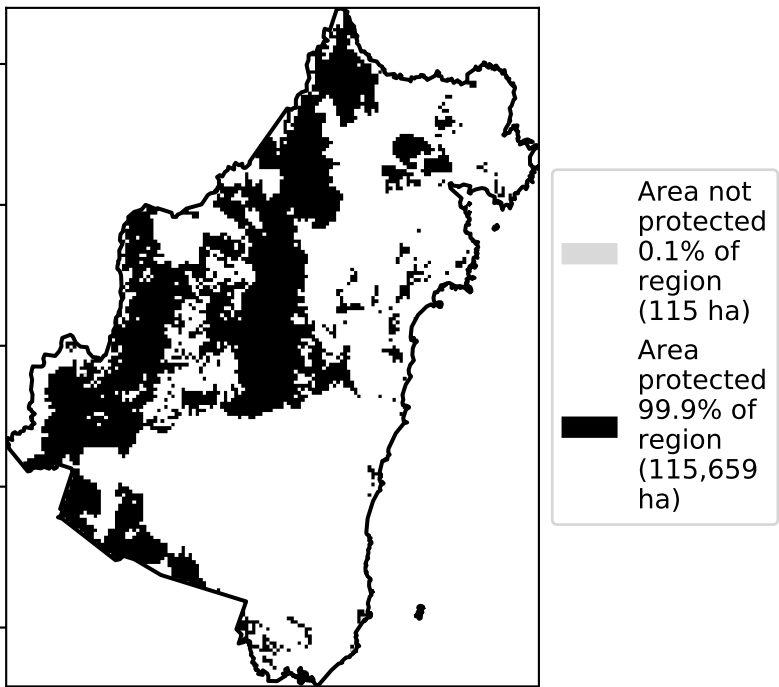 Area not
protected
0.1% of
region
(115 ha)
Area
protected
99.9% of
region
(115,659
ha)